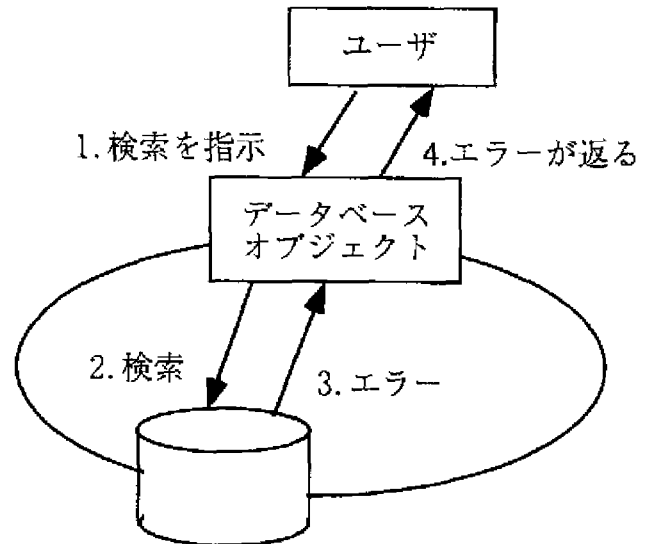 ユーザ
1.検索を指示
4.エラーが返る
データベース
オブジェクト
2.検索
3.エラー